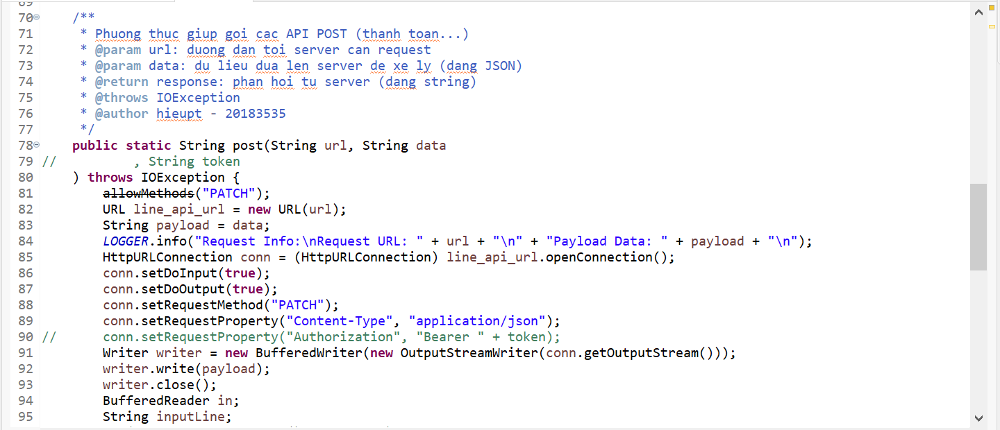 69
70 /**
71 * Phuong thuc giup goi cac API POST (thanh toan...)
72 * @param url: duong dan toi server can request
73 * @param data: du lieu dua len server de xe ly (dang JSON)
74 * @return response: phan hoi tu server (dang string)
75 * @throws IOException
76 * @author hieupt - 20183535
77 */
78 public static String post(String url, String data
79 // , String token
80 ) throws IOException {
81 allowMethods("PATCH");
82 URL line_api_url = new URL(url);
83 String payload = data;
84 LOGGER.info("Request Info:\nRequest URL: " + url + "\n" + "Payload Data: " + payload + "\n");
85 HttpURLConnection conn = (HttpURLConnection) line_api_url.openConnection();
86 conn.setDoInput(true);
87 conn.setDoOutput(true);
88 conn.setRequestMethod("PATCH");
89 conn.setRequestProperty("Content-Type", "application/json");
90 // conn.setRequestProperty("Authorization", "Bearer " + token);
91 Writer writer = new BufferedWriter(new OutputStreamWriter(conn.getOutputStream()));
92 writer.write(payload);
93 writer.close();
94 BufferedReader in;
95 String inputLine;